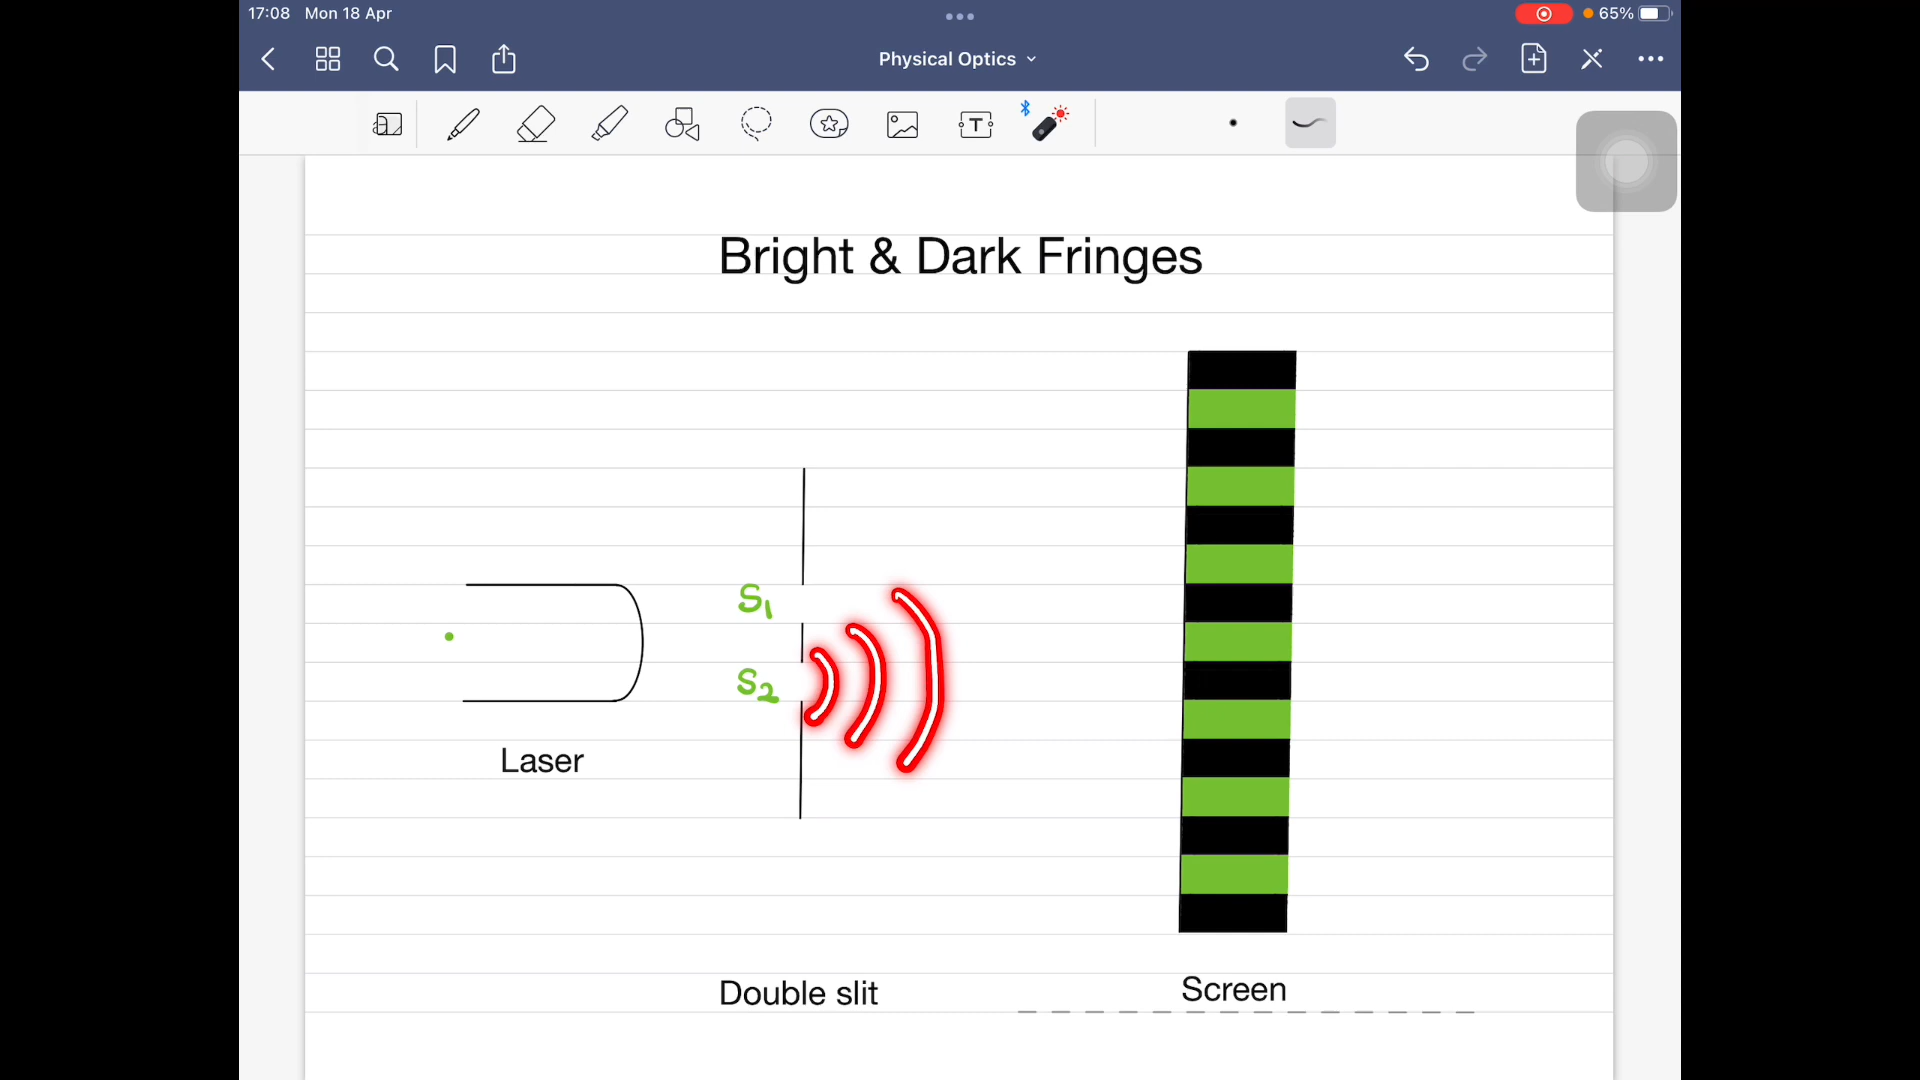 17:08 Mon 18 Apr
65%
Physical Optics
T
Bright & Dark Fringes
S₁
S₂
Laser
Double slit
Screen